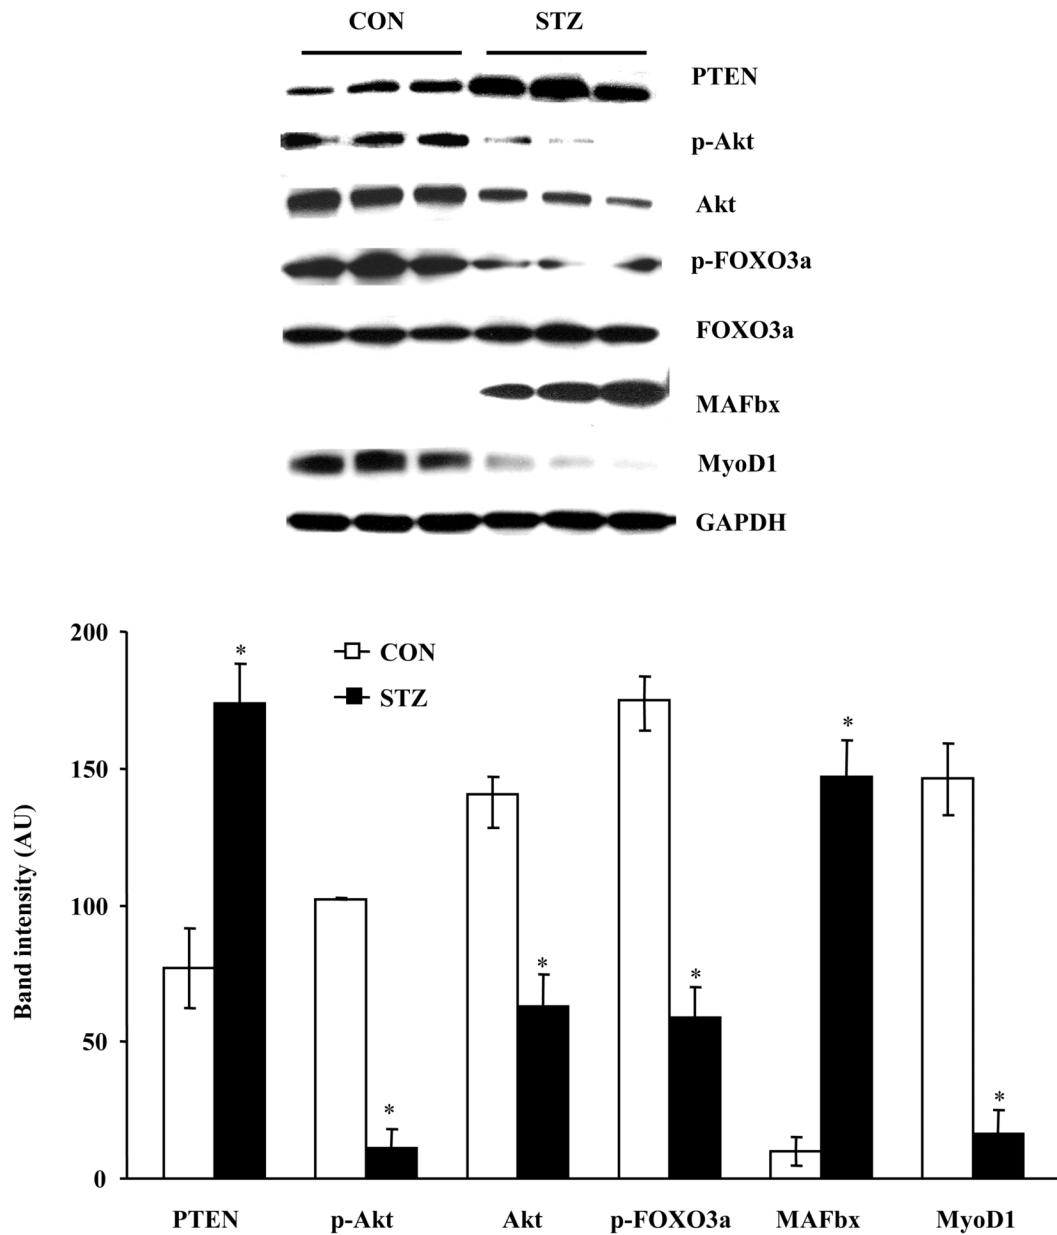 CON STZ
PTEN
p-Akt
Akt
p-FOXO3a
FOXO3a
MAFbx
MyoD1
GAPDH
200
150
100
50
0
Band intensity (AU)
CON
STZ
*
*
*
*
*
*
PTEN p-Akt Akt p-FOXO3a MAFbx MyoD1